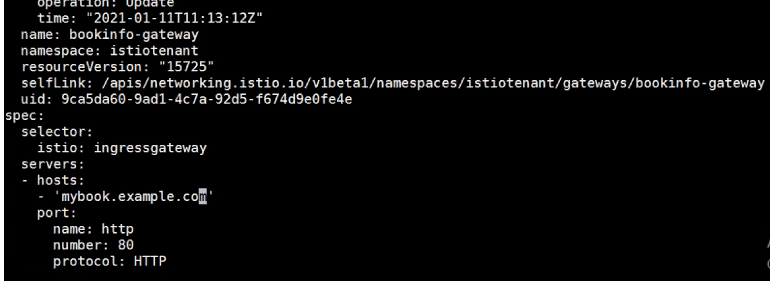 operation: Update
time: "2021-01-11T11:13:12Z"
name: bookinfo-gateway
namespace: istiotenant
resourceVersion: "15725"
selfLink: /apis/networking.istio.io/v1beta1/namespaces/istiotenant/gateways/bookinfo-gateway
uid: 9ca5da60-9ad1-4c7a-92d5-f674d9e0fe4e
spec:
selector:
istio: ingressgateway
servers:
- hosts:
- 'mybook.example.com'
port:
name: http
number: 80
protocol: HTTP